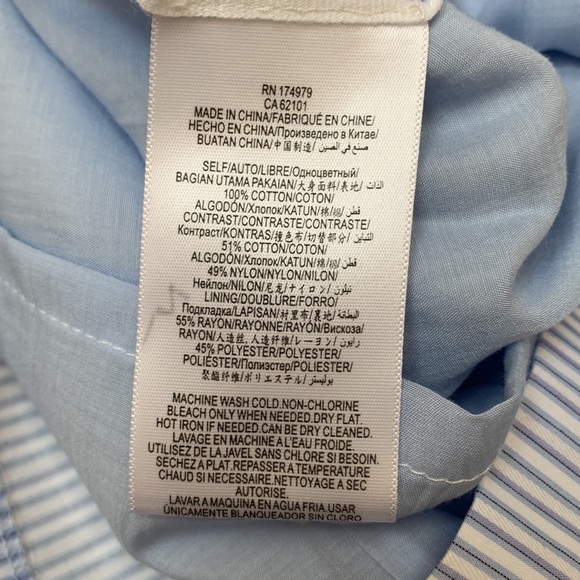 RN 174979
CA 62101
MADE IN CHINA/FABRIQUÉ EN CHINE/
HECHO EN CHINA/Произведено в Китае/
BUATAN CHINA/中国制造/صنع في الصين
SELF/AUTO/LIBRE/Одноцветный/
BAGIAN UTAMA PAKAIAN/大身面料/表地/الذات
100% COTTON/COTON/
ALGODÓN/Хлопок/KATUN/棉/綿/قطن
CONTRAST/CONTRASTE/CONTRASTE/
Контраст/KONTRAS/撞色布/切替部分/التباين
51% COTTON/COTON/
ALGODÓN/Хлопок/KATUN/棉/綿/قطن
49% NYLON/NYLON/NILON/
Нейлон/NILON/尼龙/ナイロン/نيلون
LINING/DOUBLURE/FORRO/
Подкладка/LAPISAN/衬里布/裏地/البطانة
55% RAYON/RAYONNE/RAYÓN/Вискоза/
RAYON/人造丝, 人造纤维/レーヨン/رايون
45% POLYESTER/POLYESTER/
POLIÉSTER/Полиэстер/POLIESTER/
聚酯纤维/ポリエステル/بوليستر
MACHINE WASH COLD.NON-CHLORINE
BLEACH ONLY WHEN NEEDED.DRY FLAT.
HOT IRON IF NEEDED.CAN BE DRY CLEANED.
LAVAGE EN MACHINE A L'EAU FROIDE.
UTILISEZ DE LA JAVEL SANS CHLORE SI BESOIN.
SECHEZ A PLAT.REPASSER A TEMPERATURE
CHAUD SI NECESSAIRE.NETTOYAGE A SEC
AUTORISE.
LAVAR A MAQUINA EN AGUA FRIA. USAR
UNICAMENTE BLANQUEADOR SIN CLORO